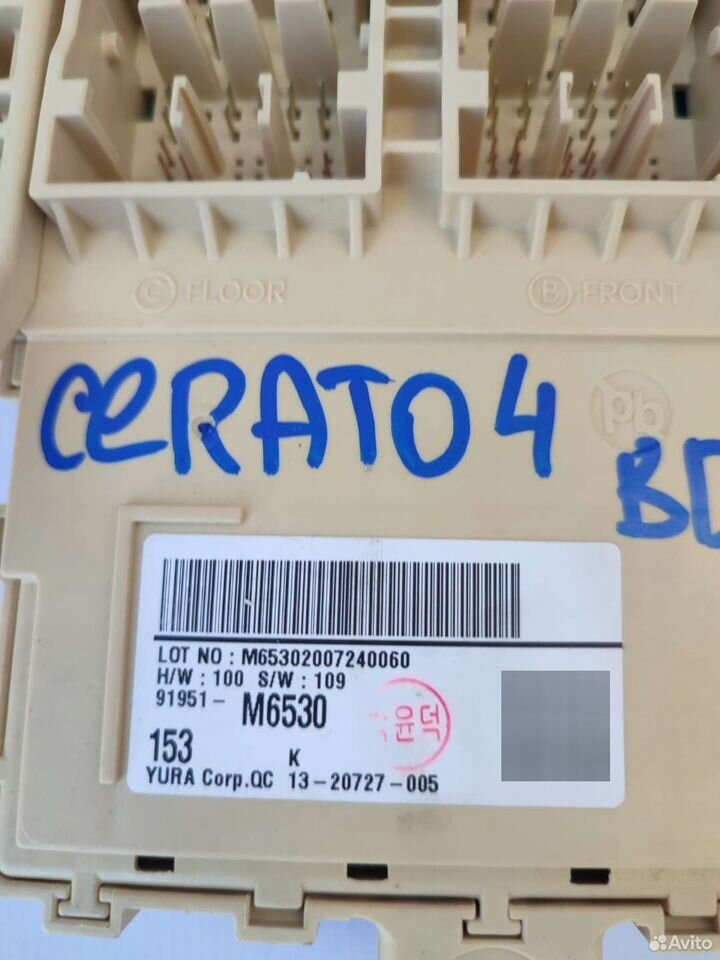 C FLOOR
B FRONT
CERATO 4
Pb
LOT NO : M65302007240060
H/W : 100 S/W : 109
91951- M6530
윤덕
153 K
YURA Corp.QC 13-20727-005
Avito